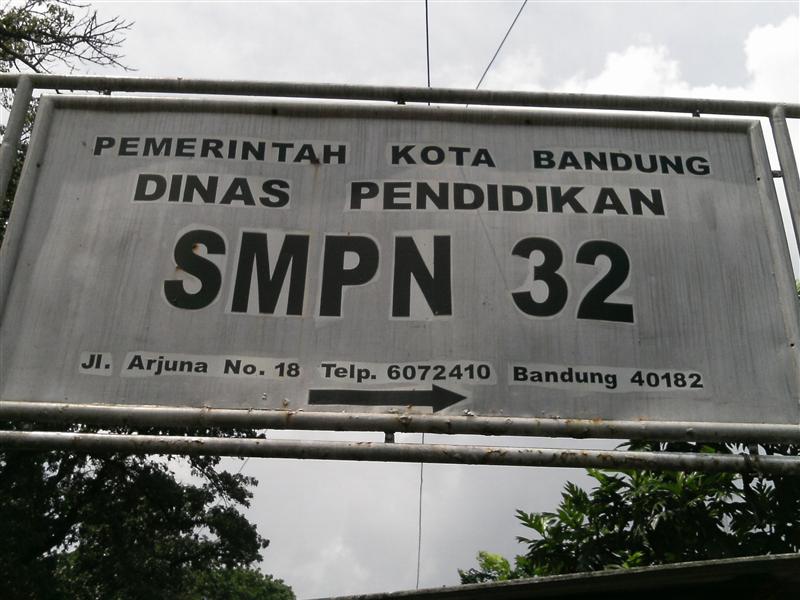 PEMERINTAH KOTA BANDUNG
DINAS PENDIDIKAN
SMPN 32
Jl. Arjuna No. 18 Telp. 6072410 Bandung 40182